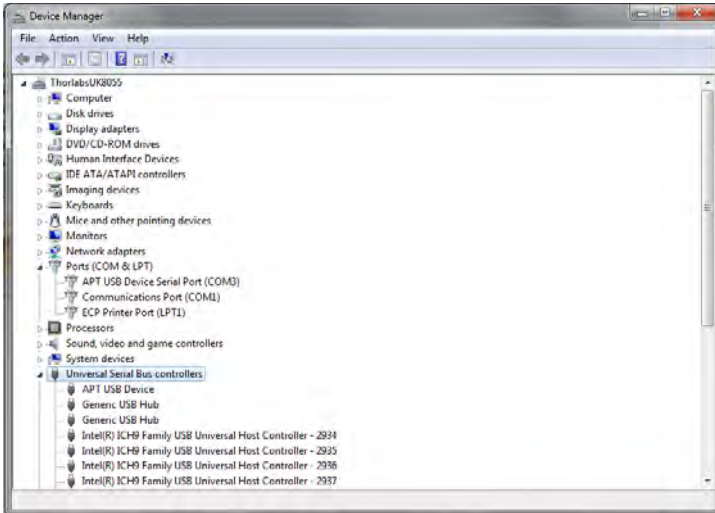 Device Manager
File Action View Help
ThorlabsUK8055
Computer
Disk drives
Display adapters
DVD/CD-ROM drives
Human Interface Devices
IDE ATA/ATAPI controllers
Imaging devices
Keyboards
Mice and other pointing devices
Monitors
Network adapters
Ports (COM & LPT)
APT USB Device Serial Port (COM3)
Communications Port (COM1)
ECP Printer Port (LPT1)
Processors
Sound, video and game controllers
System devices
Universal Serial Bus controllers
APT USB Device
Generic USB Hub
Generic USB Hub
Intel(R) ICH9 Family USB Universal Host Controller - 2934
Intel(R) ICH9 Family USB Universal Host Controller - 2935
Intel(R) ICH9 Family USB Universal Host Controller - 2936
Intel(R) ICH9 Family USB Universal Host Controller - 2937